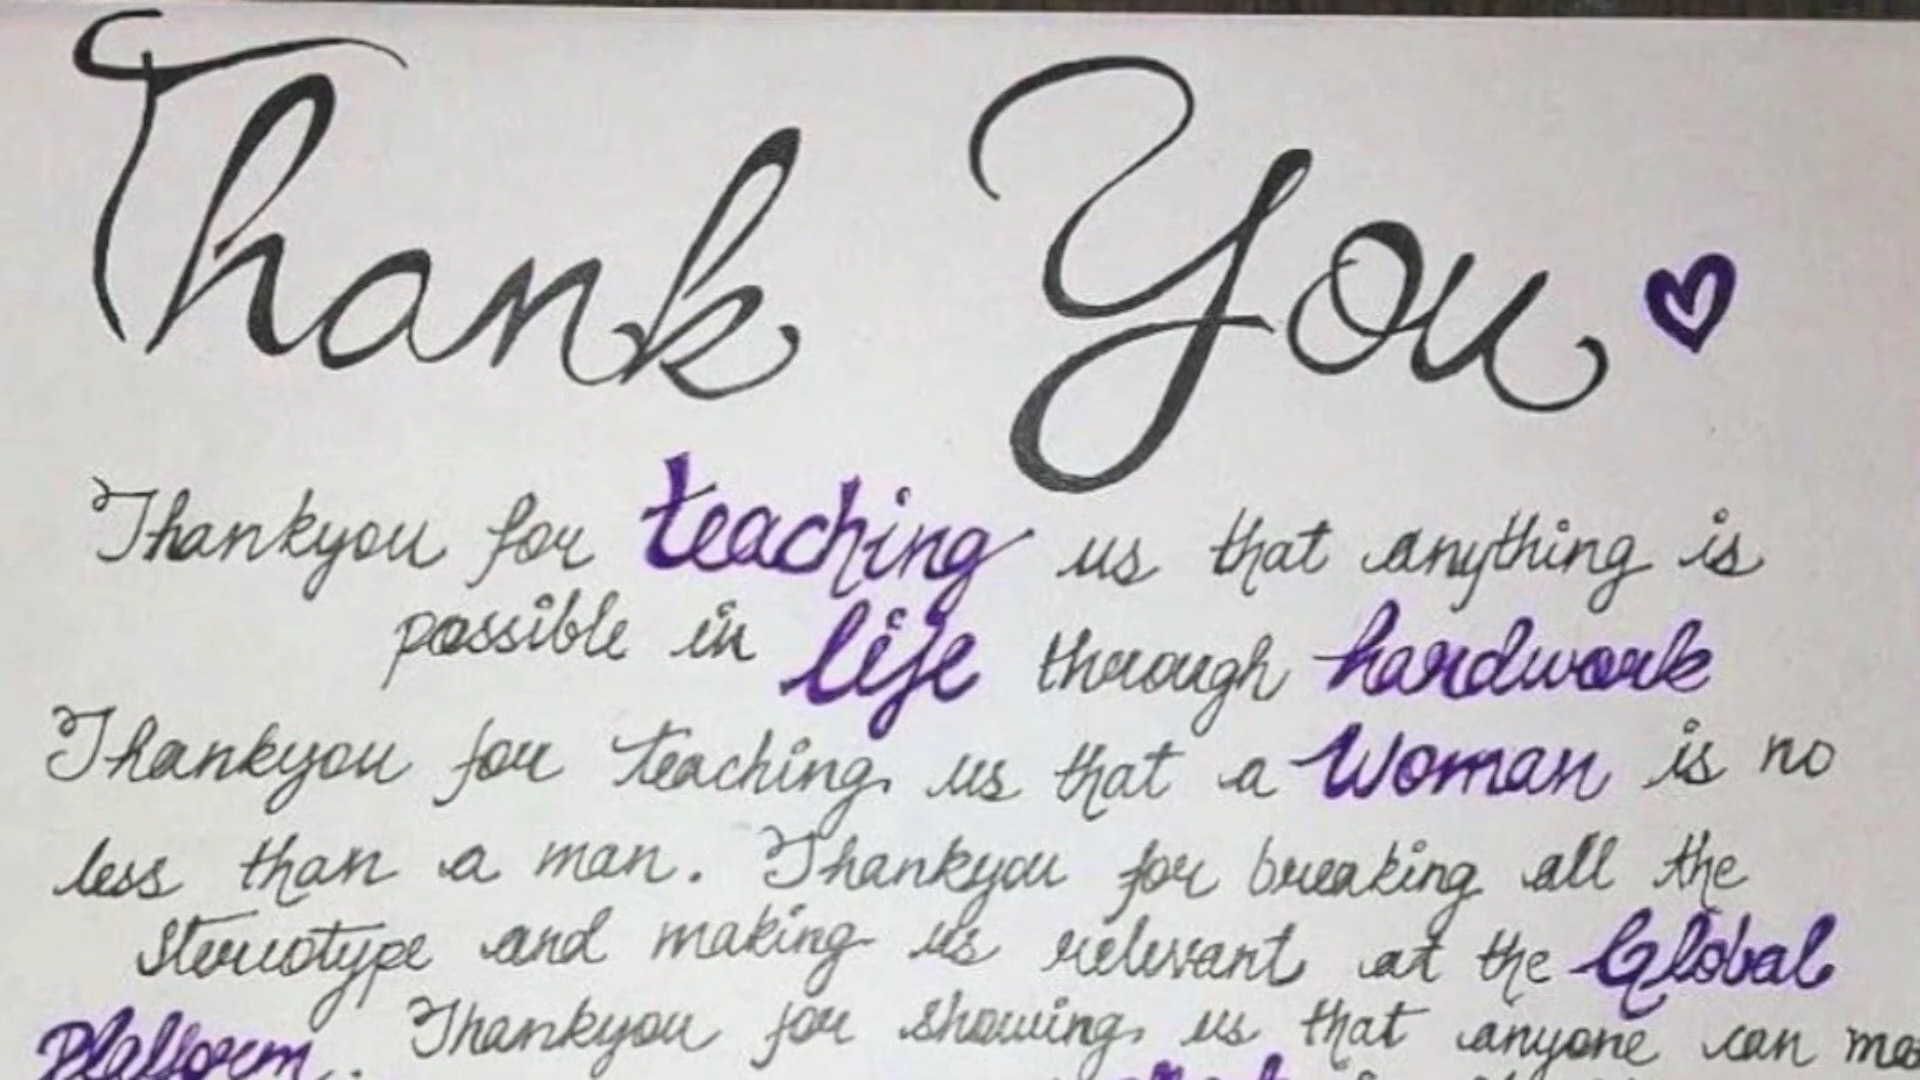 Thank You
Thankyou for teaching us that anything is
possible in life through hardwork
Thankyou for teaching us that a Woman is no
less than a man. Thankyou for breaking all the
stereotype and making us relevant at the Global
Platform. Thankyou for showing us that anyone can